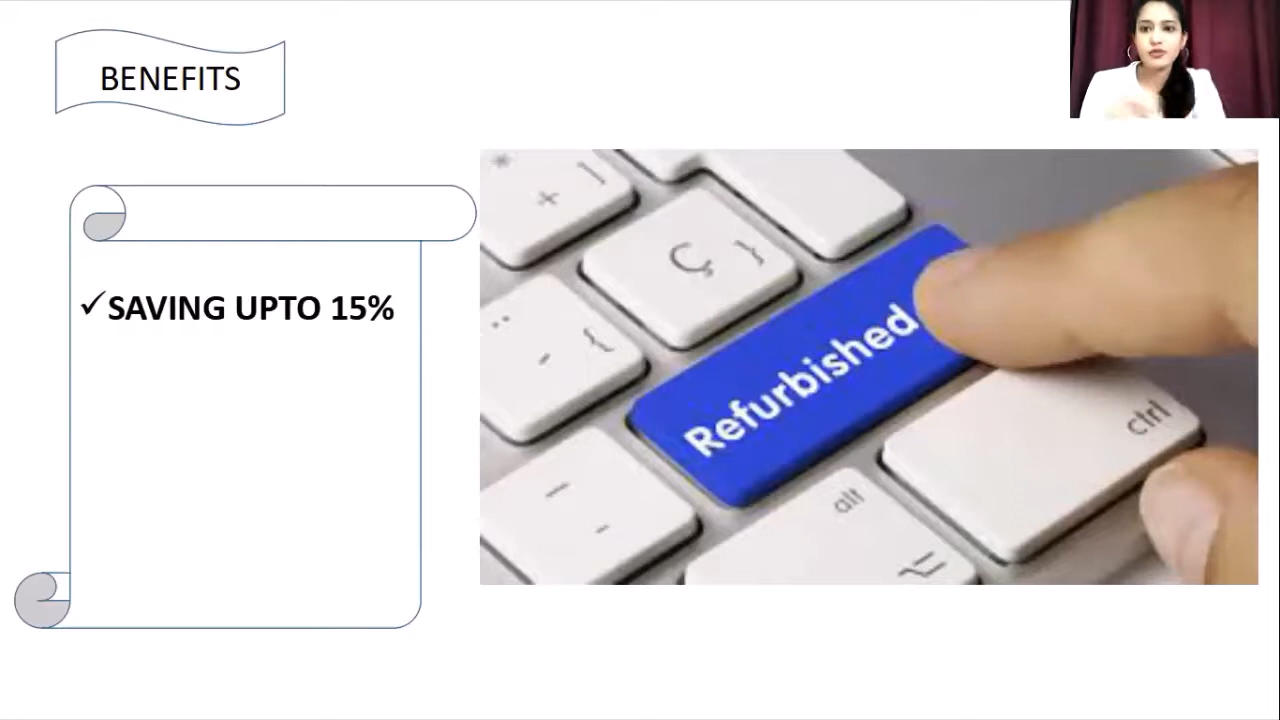 BENEFITS
✓SAVING UPTO 15%
* + ]
Ç }
¨ - {
Refurbished
ctrl
alt